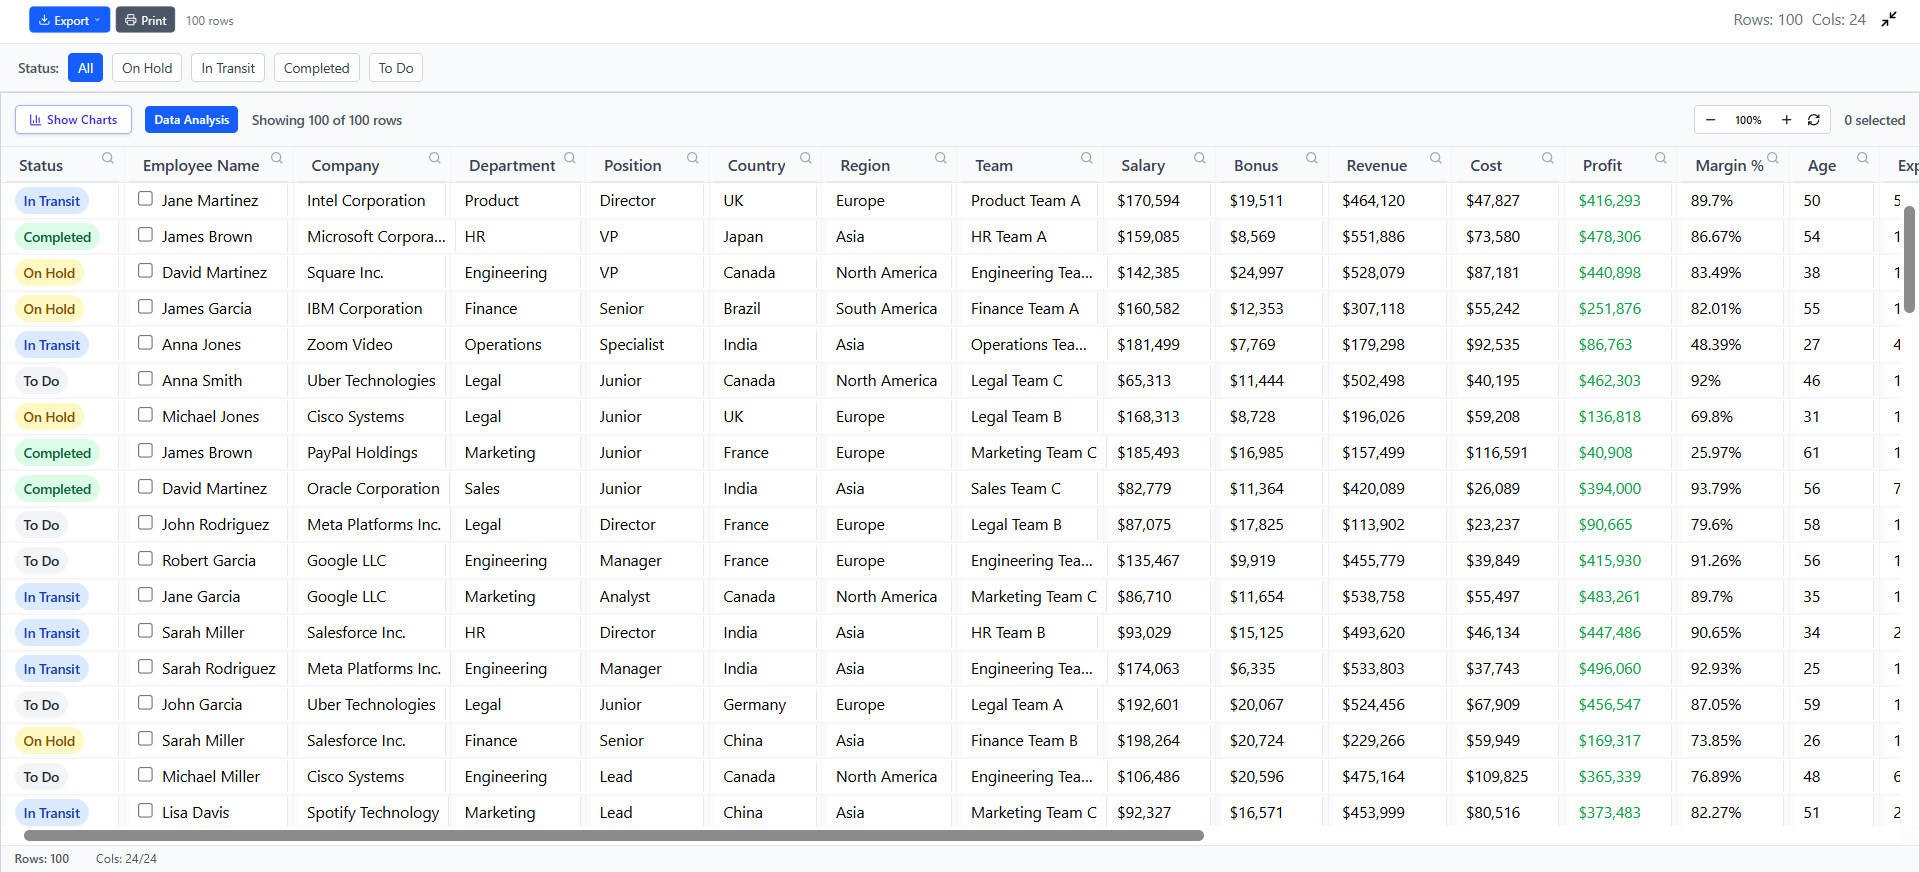 Export Print 100 rows Rows: 100 Cols: 24
Status: All On Hold In Transit Completed To Do
Show Charts Data Analysis Showing 100 of 100 rows − 100% + 0 selected
Status Employee Name Company Department Position Country Region Team Salary Bonus Revenue Cost Profit Margin % Age Exp
In Transit Jane Martinez Intel Corporation Product Director UK Europe Product Team A $170,594 $19,511 $464,120 $47,827 $416,293 89.7% 50 5
Completed James Brown Microsoft Corpora... HR VP Japan Asia HR Team A $159,085 $8,569 $551,886 $73,580 $478,306 86.67% 54 1
On Hold David Martinez Square Inc. Engineering VP Canada North America Engineering Tea... $142,385 $24,997 $528,079 $87,181 $440,898 83.49% 38 1
On Hold James Garcia IBM Corporation Finance Senior Brazil South America Finance Team A $160,582 $12,353 $307,118 $55,242 $251,876 82.01% 55 1
In Transit Anna Jones Zoom Video Operations Specialist India Asia Operations Tea... $181,499 $7,769 $179,298 $92,535 $86,763 48.39% 27 4
To Do Anna Smith Uber Technologies Legal Junior Canada North America Legal Team C $65,313 $11,444 $502,498 $40,195 $462,303 92% 46 1
On Hold Michael Jones Cisco Systems Legal Junior UK Europe Legal Team B $168,313 $8,728 $196,026 $59,208 $136,818 69.8% 31 1
Completed James Brown PayPal Holdings Marketing Junior France Europe Marketing Team C $185,493 $16,985 $157,499 $116,591 $40,908 25.97% 61 1
Completed David Martinez Oracle Corporation Sales Junior India Asia Sales Team C $82,779 $11,364 $420,089 $26,089 $394,000 93.79% 56 7
To Do John Rodriguez Meta Platforms Inc. Legal Director France Europe Legal Team B $87,075 $17,825 $113,902 $23,237 $90,665 79.6% 58 1
To Do Robert Garcia Google LLC Engineering Manager France Europe Engineering Tea... $135,467 $9,919 $455,779 $39,849 $415,930 91.26% 56 1
In Transit Jane Garcia Google LLC Marketing Analyst Canada North America Marketing Team C $86,710 $11,654 $538,758 $55,497 $483,261 89.7% 35 1
In Transit Sarah Miller Salesforce Inc. HR Director India Asia HR Team B $93,029 $15,125 $493,620 $46,134 $447,486 90.65% 34 2
In Transit Sarah Rodriguez Meta Platforms Inc. Engineering Manager India Asia Engineering Tea... $174,063 $6,335 $533,803 $37,743 $496,060 92.93% 25 1
To Do John Garcia Uber Technologies Legal Junior Germany Europe Legal Team A $192,601 $20,067 $524,456 $67,909 $456,547 87.05% 59 1
On Hold Sarah Miller Salesforce Inc. Finance Senior China Asia Finance Team B $198,264 $20,724 $229,266 $59,949 $169,317 73.85% 26 1
To Do Michael Miller Cisco Systems Engineering Lead Canada North America Engineering Tea... $106,486 $20,596 $475,164 $109,825 $365,339 76.89% 48 6
In Transit Lisa Davis Spotify Technology Marketing Lead China Asia Marketing Team C $92,327 $16,571 $453,999 $80,516 $373,483 82.27% 51 2
Rows: 100 Cols: 24/24